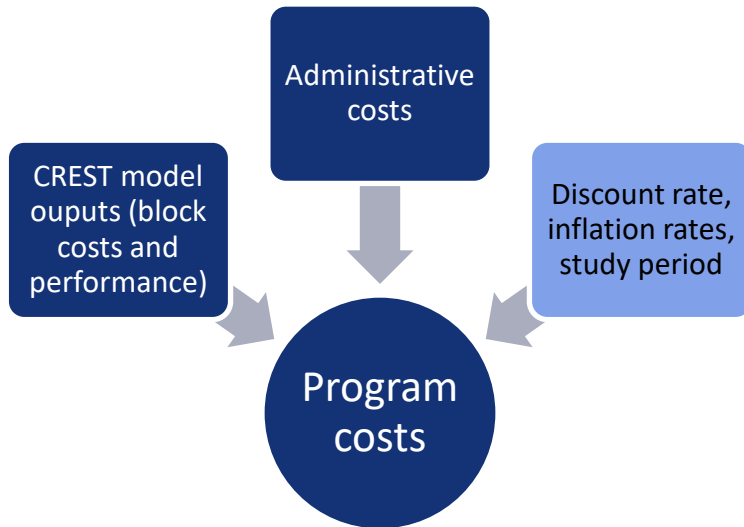 Administrative
costs
CREST model
ouputs (block
costs and
performance)
Discount rate,
inflation rates,
study period
Program
costs